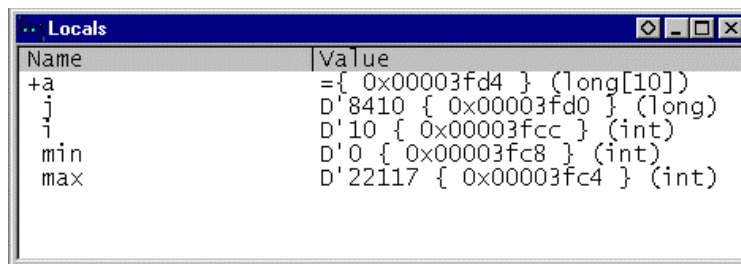 Locals
Name Value
+a ={ 0x00003fd4 } (long[10])
j D'8410 { 0x00003fd0 } (long)
i D'10 { 0x00003fcc } (int)
min D'0 { 0x00003fc8 } (int)
max D'22117 { 0x00003fc4 } (int)